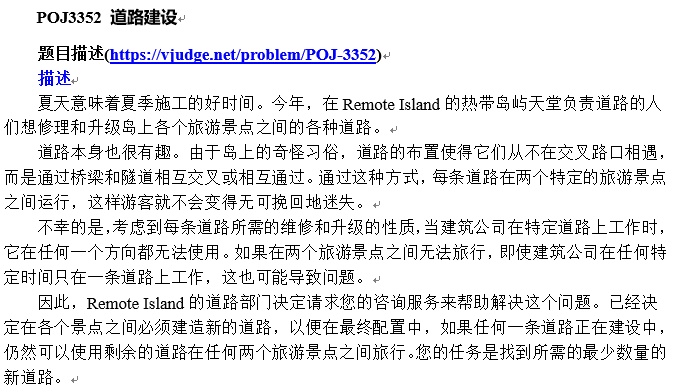 POJ3352 道路建设
题目描述(https://vjudge.net/problem/POJ-3352)
描述
夏天意味着夏季施工的好时间。今年，在 Remote Island 的热带岛屿天堂负责道路的人
们想修理和升级岛上各个旅游景点之间的各种道路。
道路本身也很有趣。由于岛上的奇怪习俗，道路的布置使得它们从不在交叉路口相遇，
而是通过桥梁和隧道相互交叉或相互通过。通过这种方式，每条道路在两个特定的旅游景点
之间运行，这样游客就不会变得无可挽回地迷失。
不幸的是，考虑到每条道路所需的维修和升级的性质，当建筑公司在特定道路上工作时，
它在任何一个方向都无法使用。如果在两个旅游景点之间无法旅行，即使建筑公司在任何特
定时间只在一条道路上工作，这也可能导致问题。
因此，Remote Island 的道路部门决定请求您的咨询服务来帮助解决这个问题。已经决
定在各个景点之间必须建造新的道路，以便在最终配置中，如果任何一条道路正在建设中，
仍然可以使用剩余的道路在任何两个旅游景点之间旅行。您的任务是找到所需的最少数量的
新道路。